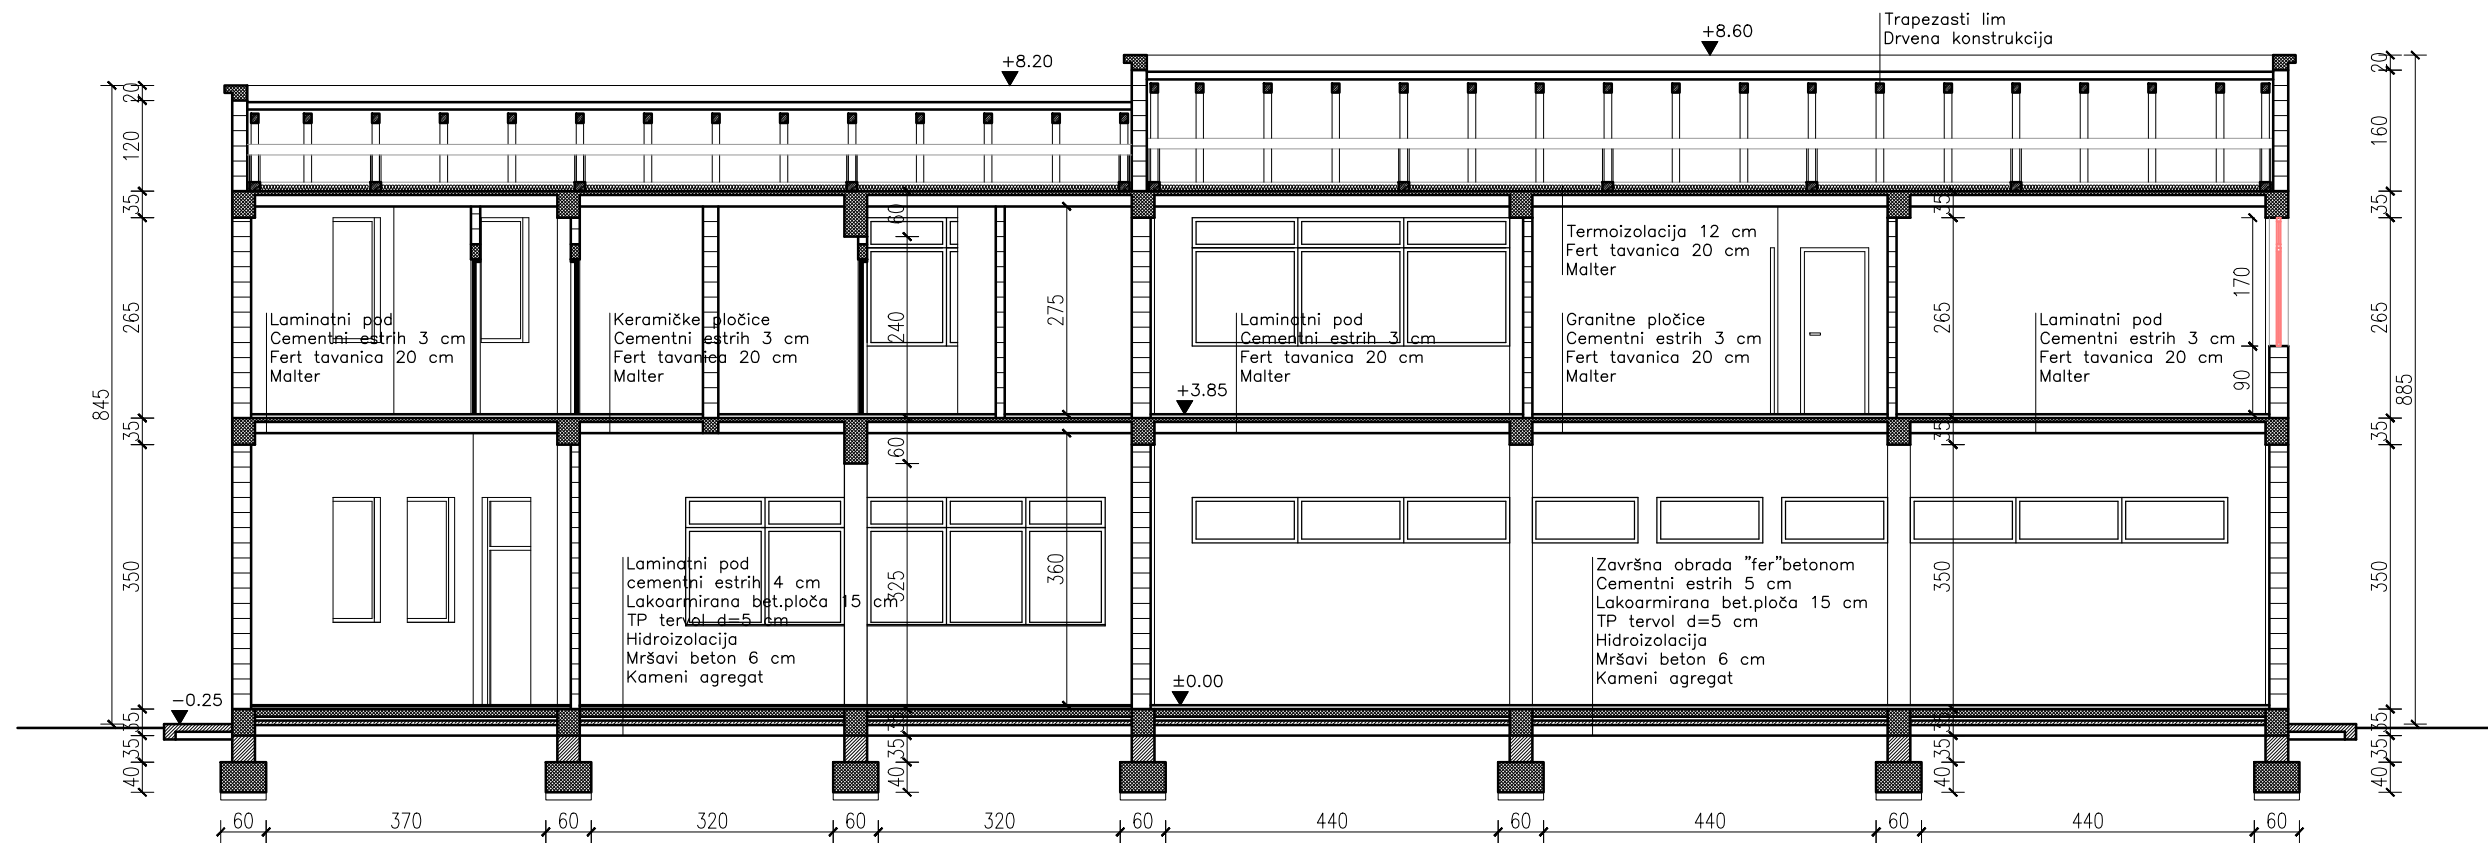 Trapezasti lim
Drvena konstrukcija
+8.60
+8.20
20
120
35
265
35
350
35
35
40
845
-0.25
20
160
35
265
35
350
35
35
40
885
60
240
60
325
35
35
40
275
360
35
265
35
350
35
35
40
170
90
Termoizolacija 12 cm
Fert tavanica 20 cm
Malter
Laminatni pod
Cementni estrih 3 cm
Fert tavanica 20 cm
Malter
Keramičke pločice
Cementni estrih 3 cm
Fert tavanica 20 cm
Malter
Laminatni pod
Cementni estrih 3 cm
Fert tavanica 20 cm
Malter
Granitne pločice
Cementni estrih 3 cm
Fert tavanica 20 cm
Malter
Laminatni pod
Cementni estrih 3 cm
Fert tavanica 20 cm
Malter
+3.85
Laminatni pod
cementni estrih 4 cm
Lakoarmirana bet.ploča 15 cm
TP tervol d=5 cm
Hidroizolacija
Mršavi beton 6 cm
Kameni agregat
Završna obrada "fer"betonom
Cementni estrih 5 cm
Lakoarmirana bet.ploča 15 cm
TP tervol d=5 cm
Hidroizolacija
Mršavi beton 6 cm
Kameni agregat
±0.00
60 370 60 320 60 320 60 440 60 440 60 440 60